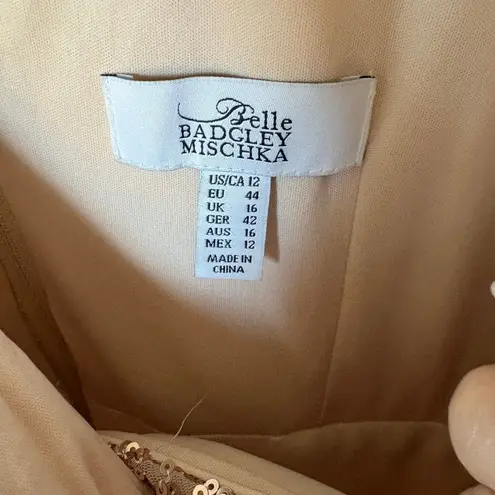 Belle
BADGLEY
MISCHKA
US/CA 12
EU 44
UK 16
GER 42
AUS 16
MEX 12
MADE IN
CHINA